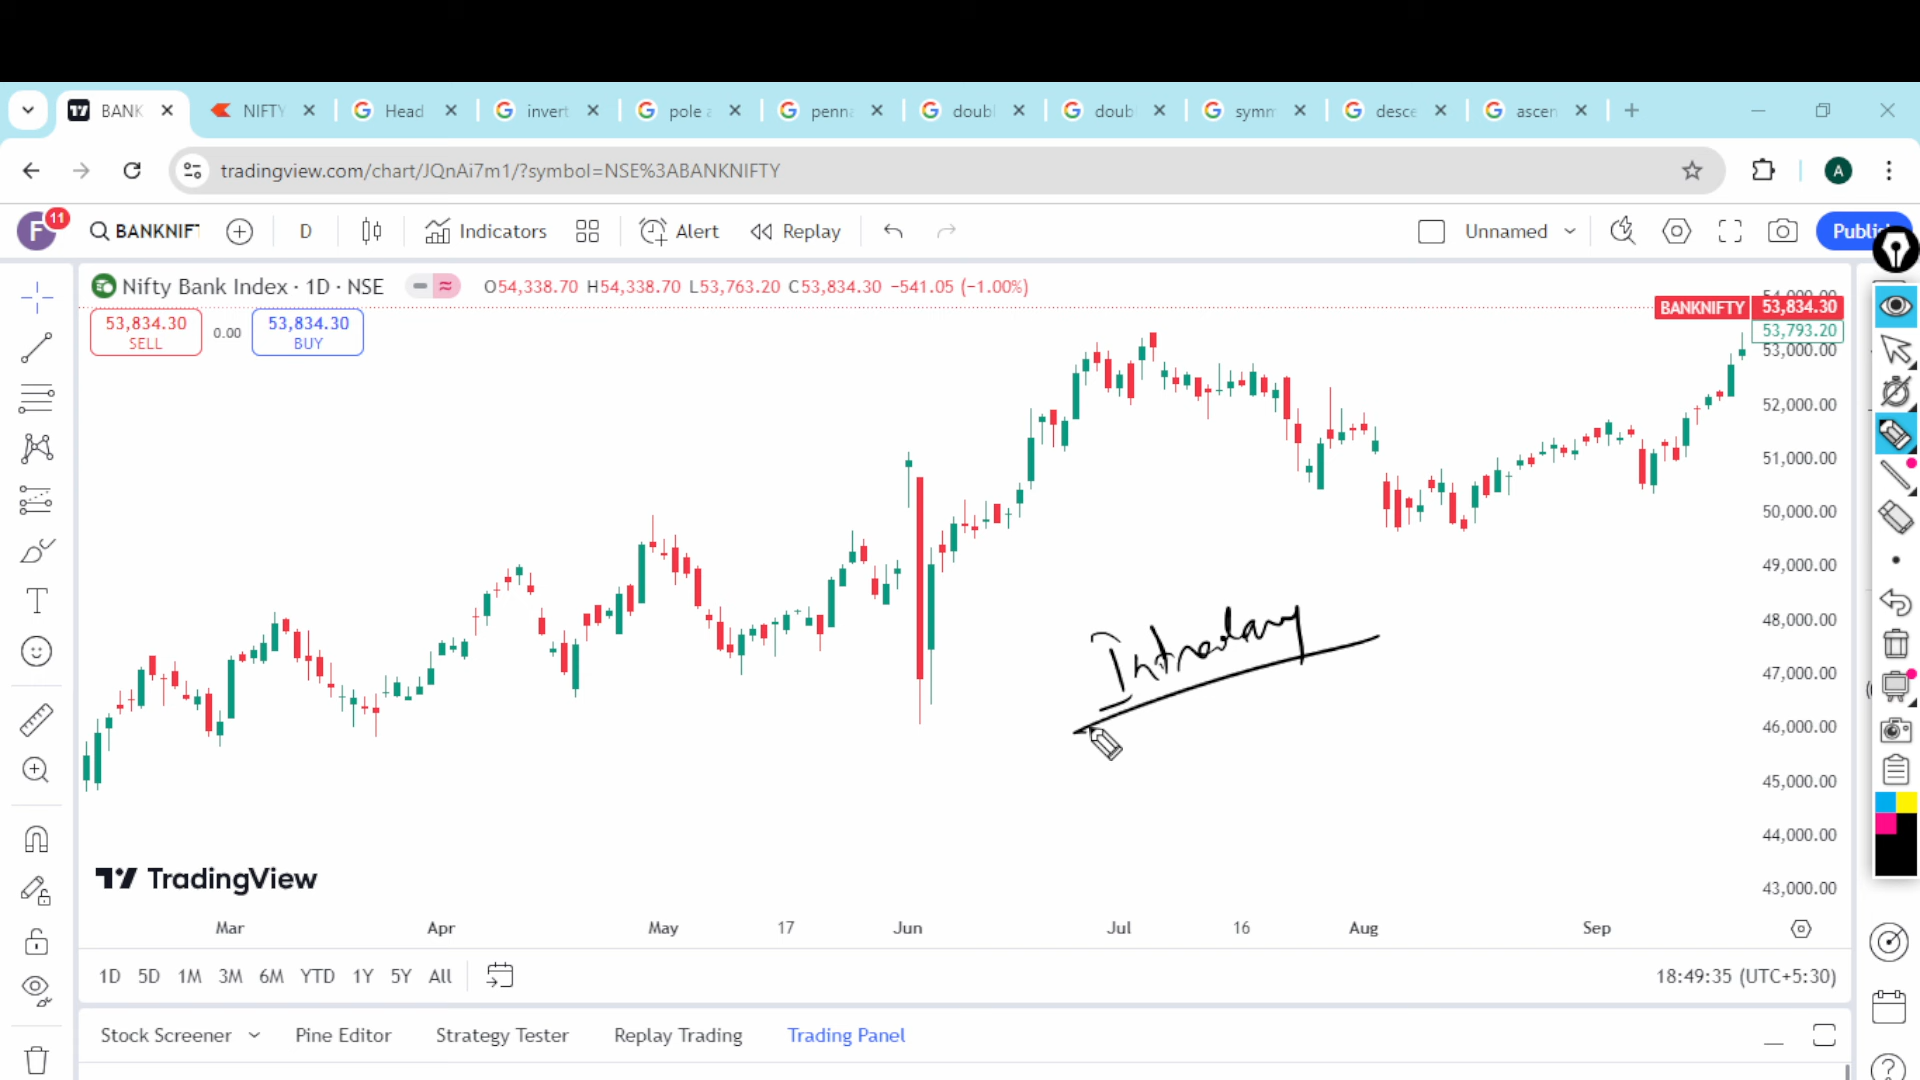 BANK
NIFTY
Head
invert
pole a
penna
doubl
doub
symm
desce
ascen
tradingview.com/chart/JQnAi7m1/?symbol=NSE%3ABANKNIFTY
A
F
11
BANKNIFT
D
Indicators
Alert
Replay
Unnamed
Publi
Nifty Bank Index · 1D · NSE
O54,338.70 H54,338.70 L53,763.20 C53,834.30 −541.05 (−1.00%)
53,834.30
SELL
0.00
53,834.30
BUY
54,000.00
BANKNIFTY 53,834.30
53,793.20
53,000.00
52,000.00
51,000.00
50,000.00
49,000.00
48,000.00
47,000.00
46,000.00
45,000.00
44,000.00
43,000.00
Intraday
TradingView
Mar Apr May 17 Jun Jul 16 Aug Sep
1D 5D 1M 3M 6M YTD 1Y 5Y All
18:49:35 (UTC+5:30)
Stock Screener Pine Editor Strategy Tester Replay Trading Trading Panel